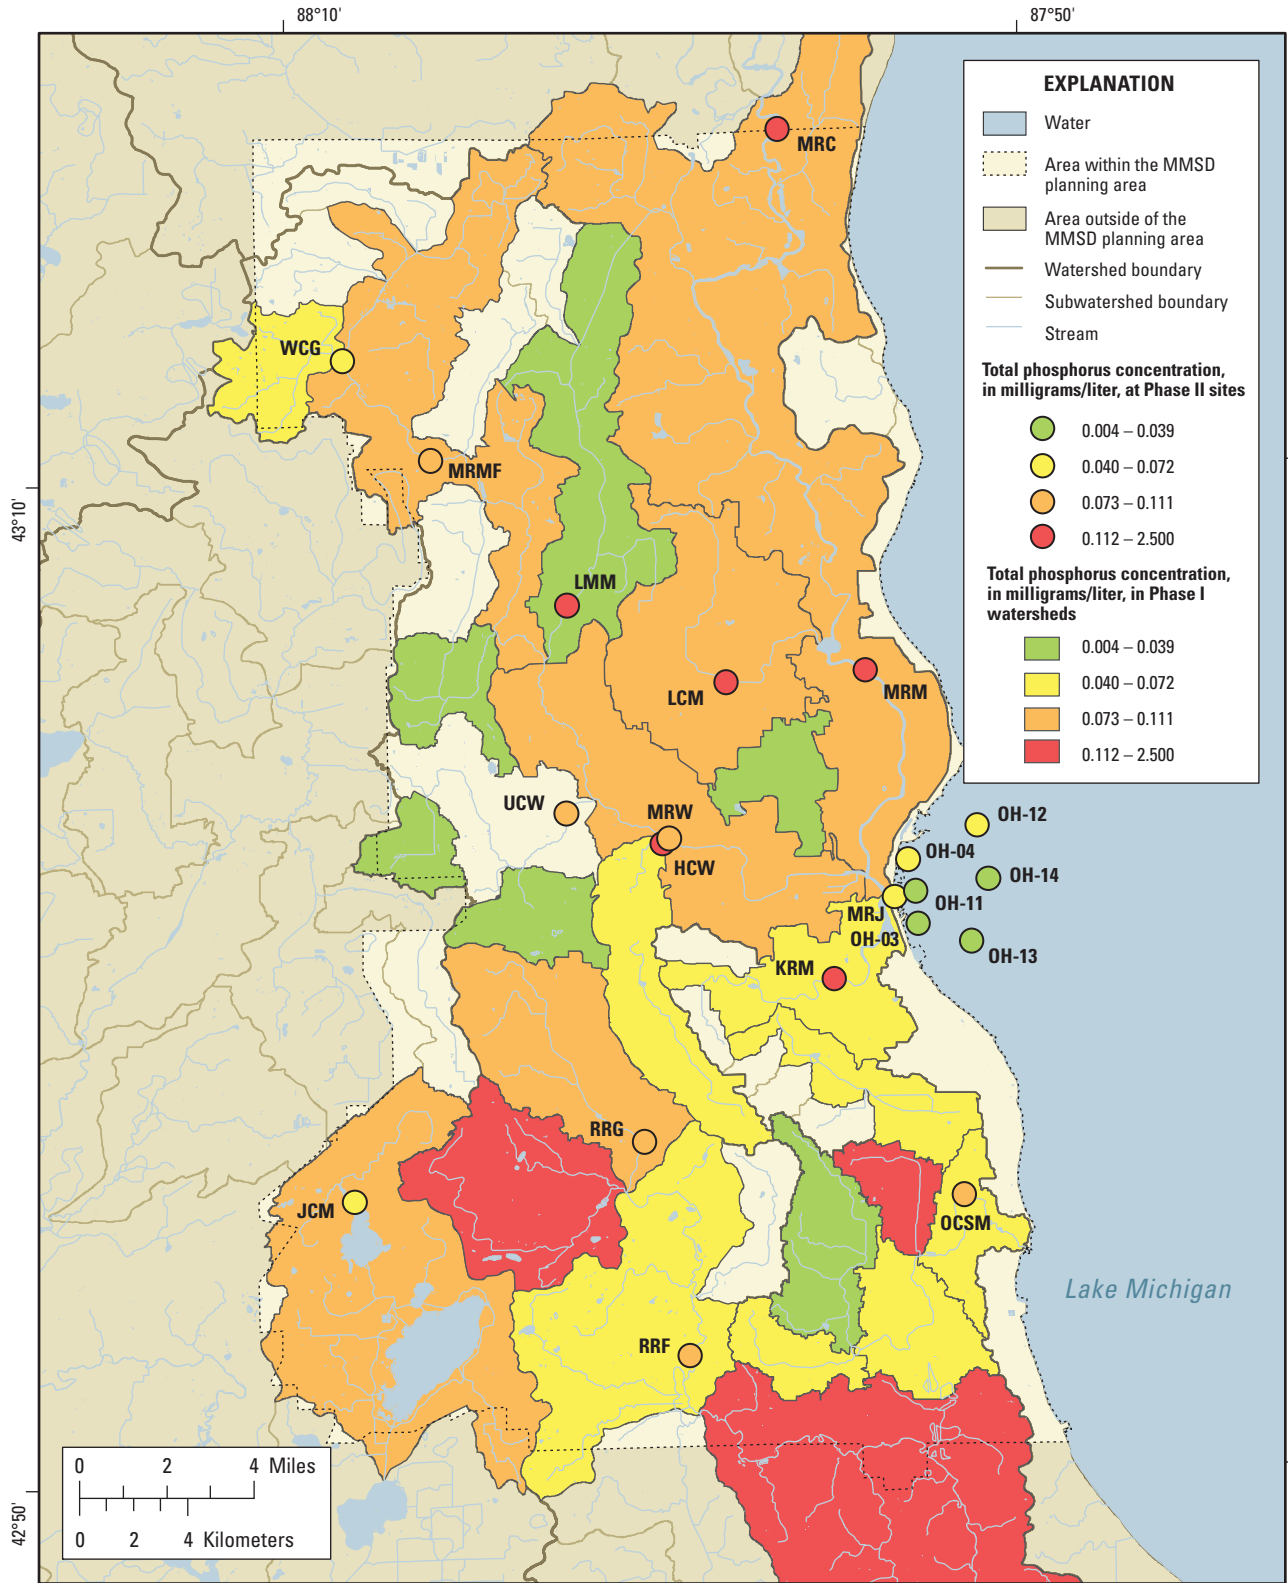 88°10'
87°50'
EXPLANATION
Water
Area within the MMSD
planning area
Area outside of the
MMSD planning area
Watershed boundary
Subwatershed boundary
Stream
Total phosphorus concentration,
in milligrams/liter, at Phase II sites
0.004 – 0.039
0.040 – 0.072
0.073 – 0.111
0.112 – 2.500
Total phosphorus concentration,
in milligrams/liter, in Phase I
watersheds
0.004 – 0.039
0.040 – 0.072
0.073 – 0.111
0.112 – 2.500
MRC
WCG
MRMF
43°10'
LMM
LCM
MRM
UCW
MRW
HCW
OH-12
OH-04
OH-14
OH-11
MRJ
OH-03
OH-13
KRM
RRG
JCM
OCSM
Lake Michigan
RRF
42°50'
0 2 4 Miles
0 2 4 Kilometers